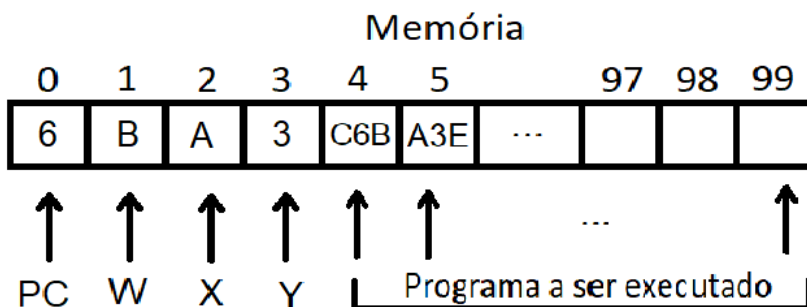 Memória
0 1 2 3 4 5 97 98 99
6 B A 3 C6B A3E ...
...
PC W X Y Programa a ser executado